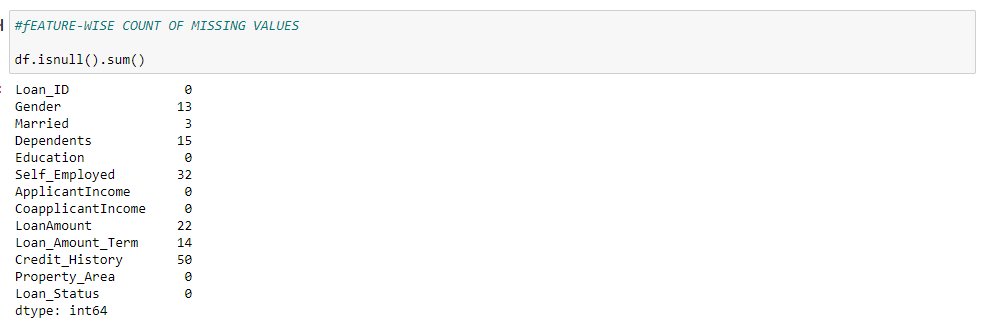 #fEATURE-WISE COUNT OF MISSING VALUES
df.isnull().sum()
Loan_ID 0
Gender 13
Married 3
Dependents 15
Education 0
Self_Employed 32
ApplicantIncome 0
CoapplicantIncome 0
LoanAmount 22
Loan_Amount_Term 14
Credit_History 50
Property_Area 0
Loan_Status 0
dtype: int64